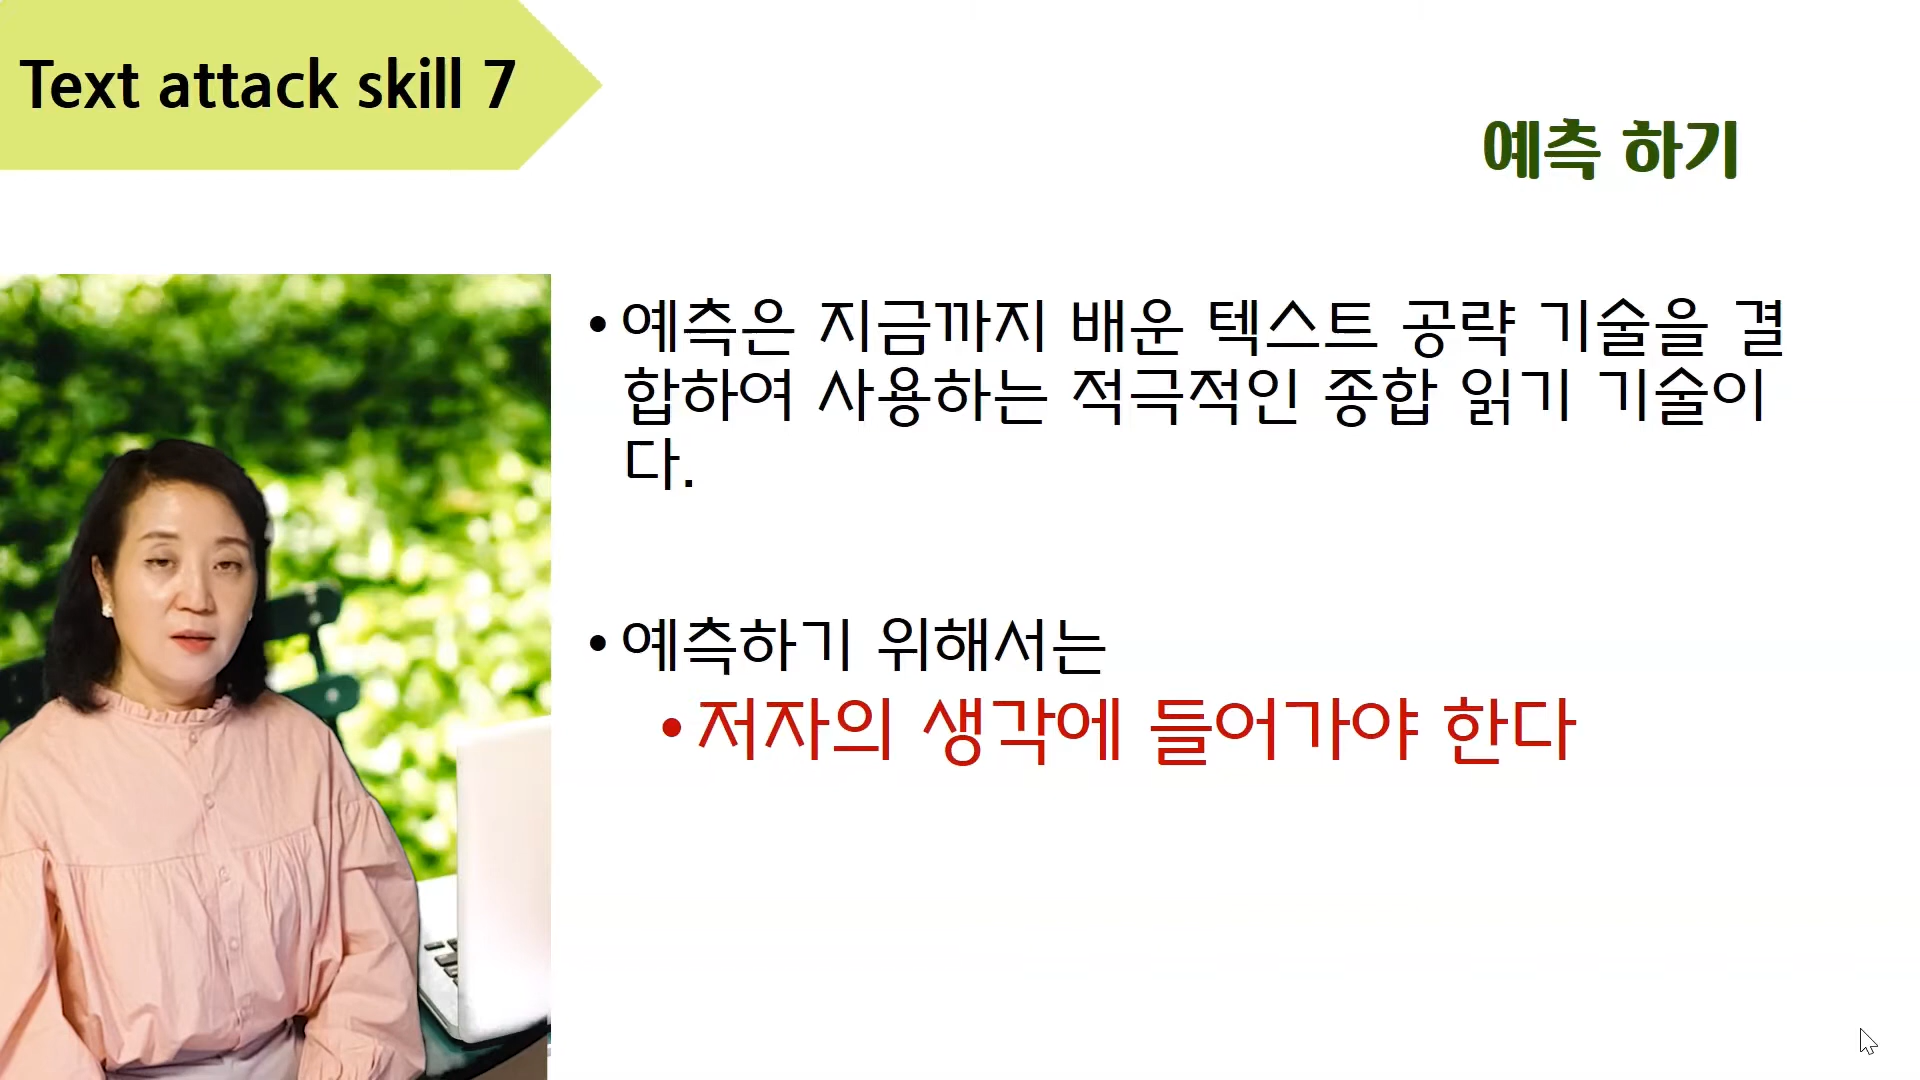 Text attack skill 7
예측 하기
• 예측은 지금까지 배운 텍스트 공략 기술을 결
합하여 사용하는 적극적인 종합 읽기 기술이
다.
• 예측하기 위해서는
• 저자의 생각에 들어가야 한다